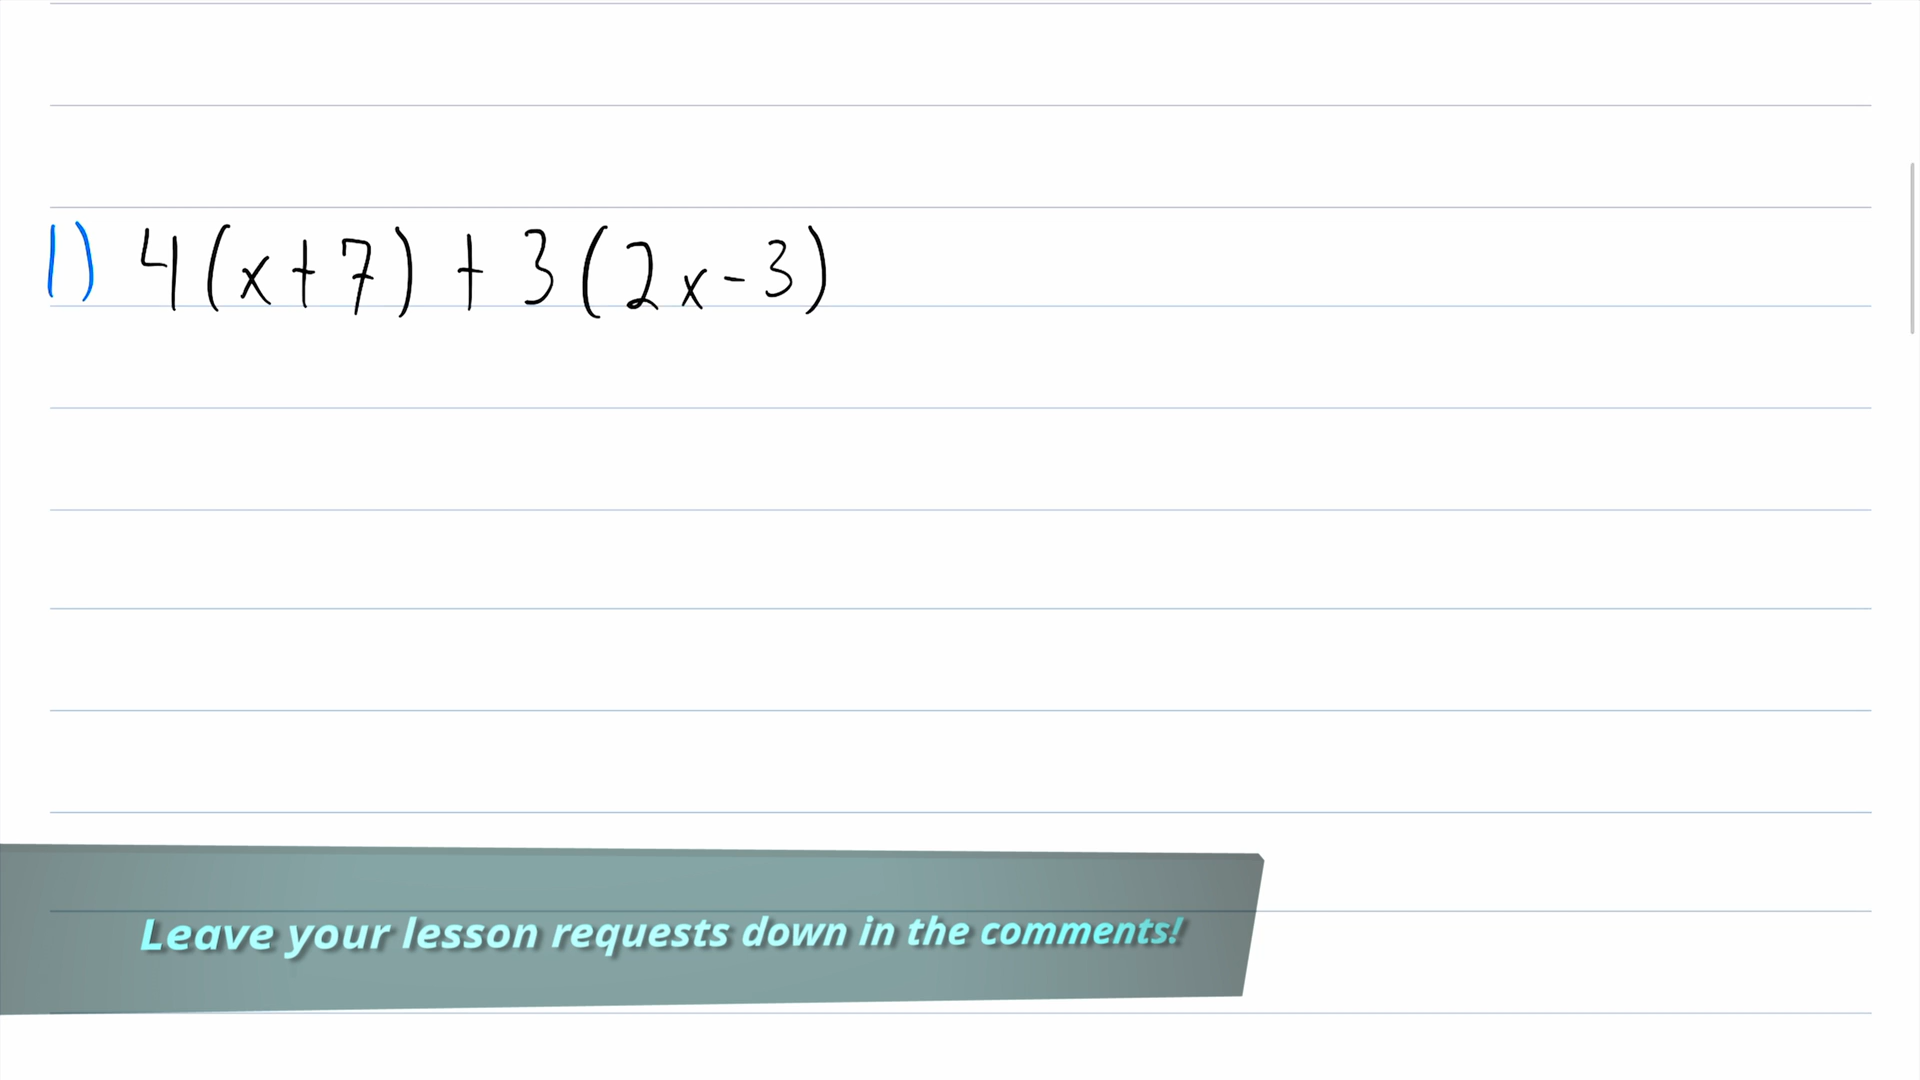 1) 4(x+7) + 3(2x-3)
Leave your lesson requests down in the comments!